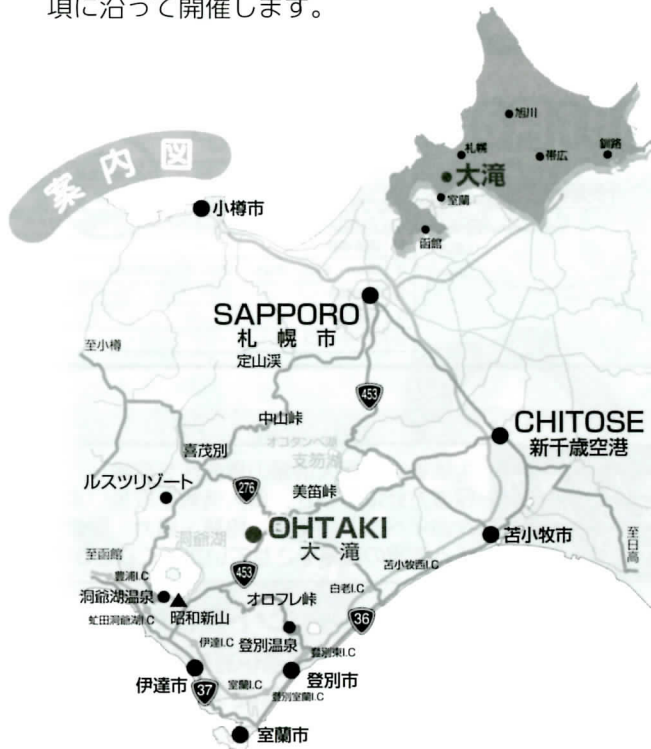 項に沿って開催します。
案内図
旭川
札幌
帯広
釧路
大滝
室蘭
函館
小樽市
SAPPORO
札幌市
定山渓
至小樽
453
中山峠
CHITOSE
新千歳空港
オコタンペ湖
支笏湖
喜茂別
ルスツリゾート
276
美笛峠
OHTAKI
大滝
苫小牧市
至日高
洞爺湖
至函館
453
苫小牧西I.C
豊浦I.C
白老I.C
洞爺湖温泉
オロフレ峠
昭和新山
虻田洞爺湖I.C
36
伊達I.C
登別温泉
登別東I.C
伊達市
37
室蘭I.C
登別市
登別室蘭I.C
室蘭市